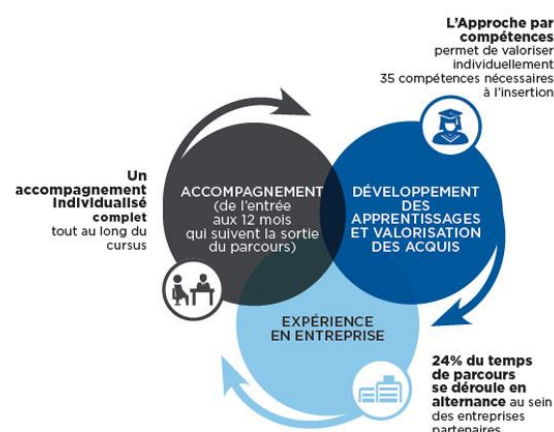 L'Approche par
compétences
permet de valoriser
individuellement
35 compétences nécessaires
à l'insertion
Un
accompagnement
individualisé
complet
tout au long du
cursus
ACCOMPAGNEMENT
(de l'entrée
aux 12 mois
qui suivent la sortie
du parcours)
DÉVELOPPEMENT
DES
APPRENTISSAGES
ET VALORISATION
DES ACQUIS
EXPÉRIENCE
EN ENTREPRISE
24% du temps
de parcours
se déroule en
alternance au sein
des entreprises
partenaires